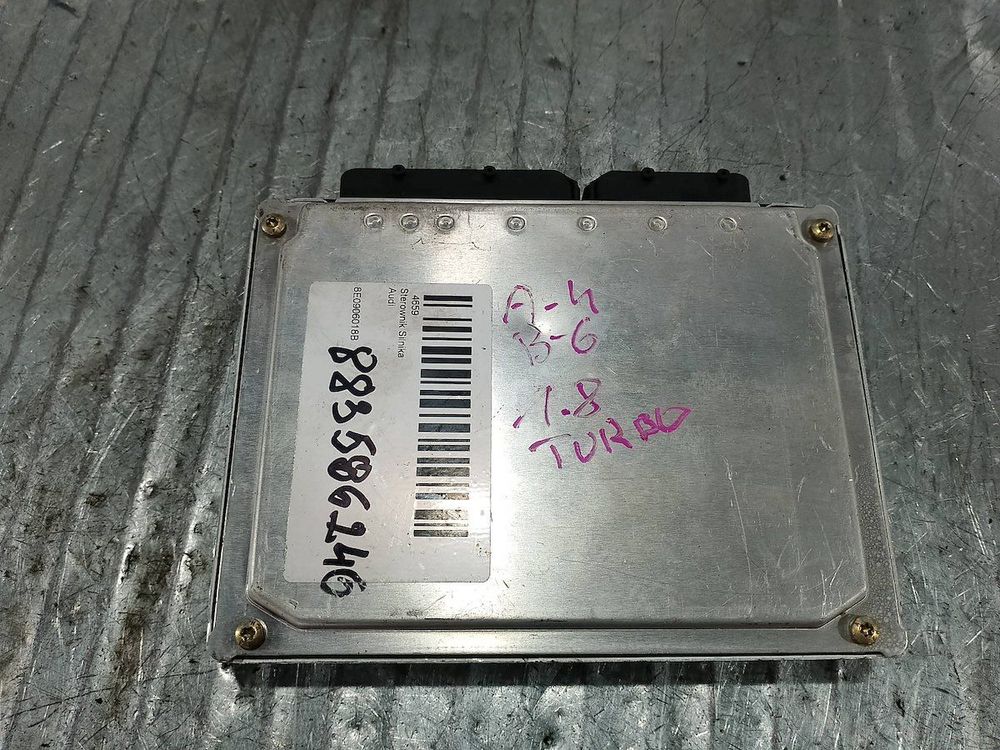 4659
Sterownik Silnika
Audi
8E0906018B
883586246
A-4
B-6
1.8
TURBO